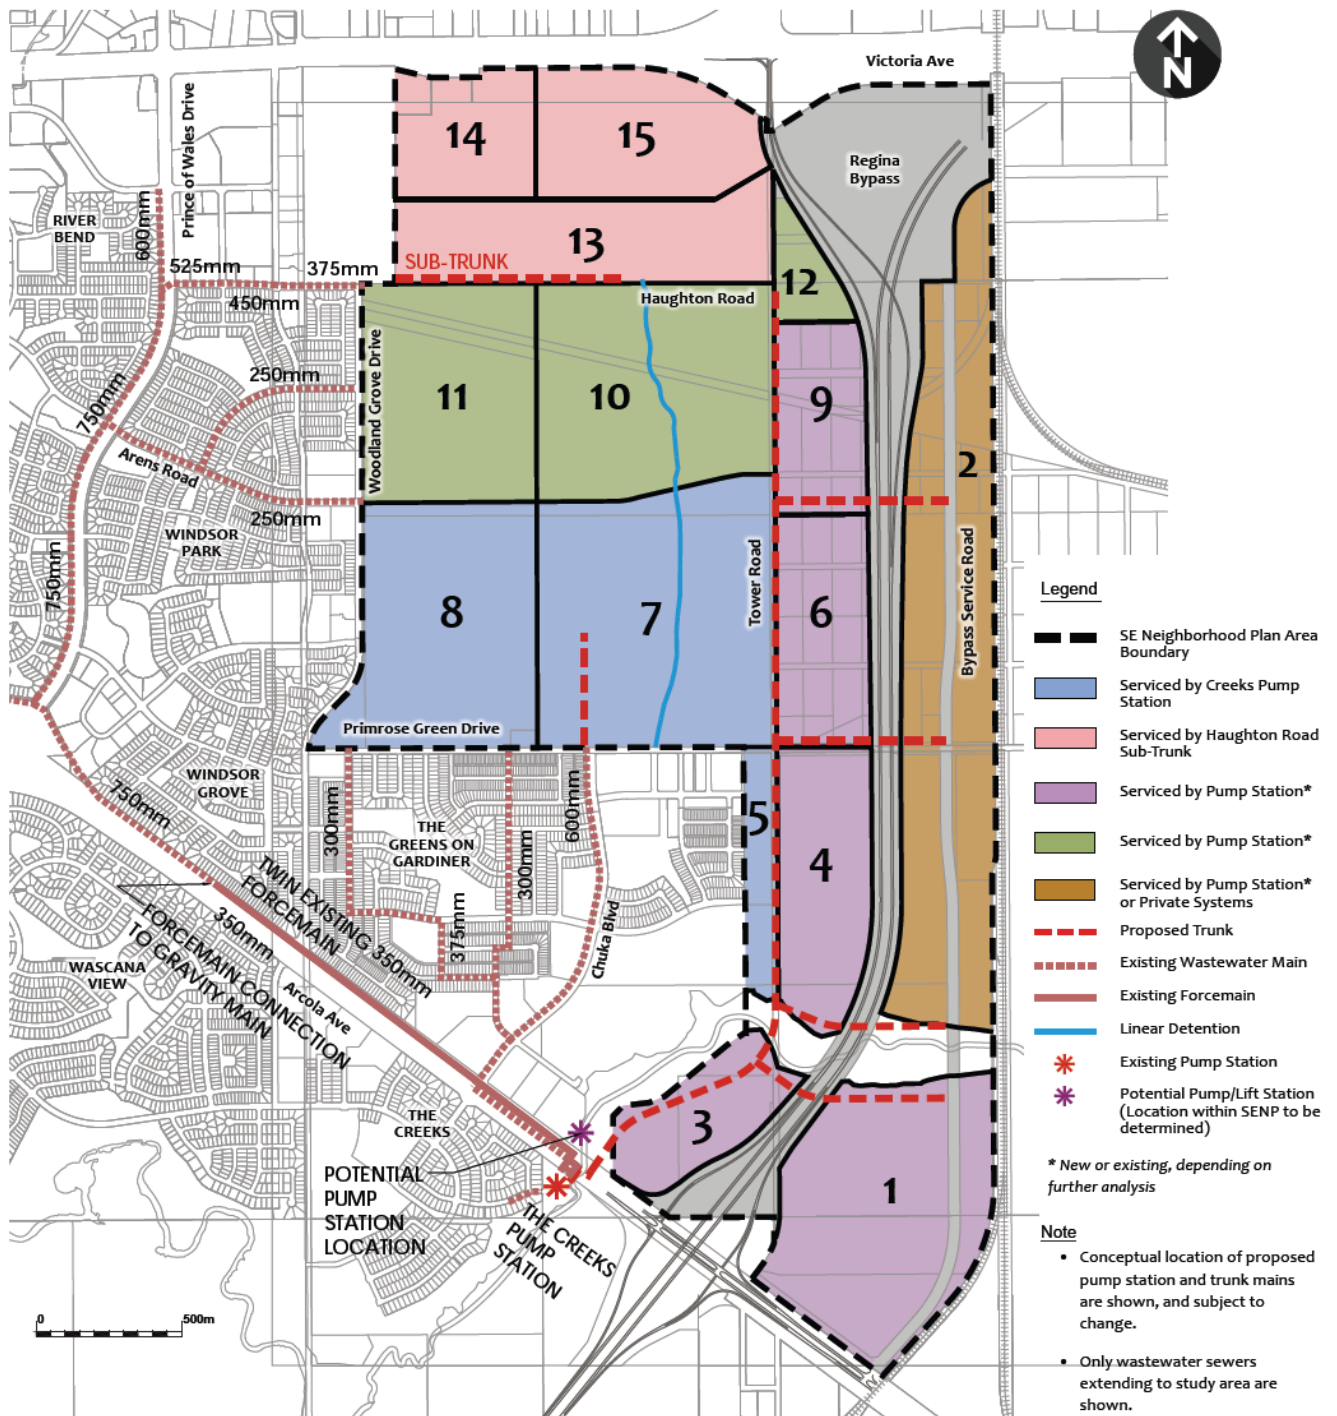 Victoria Ave
N
Prince of Wales Drive
14
15
Regina
Bypass
RIVER
BEND
600mm
13
525mm
375mm
SUB-TRUNK
12
450mm
Haughton Road
Woodland Grove Drive
250mm
750mm
11
10
9
Arens Road
2
250mm
WINDSOR
PARK
750mm
Tower Road
Bypass Service Road
8
7
6
Primrose Green Drive
WINDSOR
GROVE
750mm
300mm
THE
GREENS ON
GARDINER
300mm
600mm
5
4
TWIN EXISTING 350mm
FORCEMAIN
375mm
Chuka Blvd
350mm
FORCEMAIN CONNECTION
TO GRAVITY MAIN
WASCANA
VIEW
Arcola Ave
THE
CREEKS
3
POTENTIAL
PUMP
STATION
LOCATION
THE CREEKS
PUMP
STATION
1
0
500m
Legend
SE Neighborhood Plan Area
Boundary
Serviced by Creeks Pump
Station
Serviced by Haughton Road
Sub-Trunk
Serviced by Pump Station*
Serviced by Pump Station*
Serviced by Pump Station*
or Private Systems
Proposed Trunk
Existing Wastewater Main
Existing Forcemain
Linear Detention
Existing Pump Station
Potential Pump/Lift Station
(Location within SENP to be
determined)
* New or existing, depending on
further analysis
Note
• Conceptual location of proposed
pump station and trunk mains
are shown, and subject to
change.
• Only wastewater sewers
extending to study area are
shown.